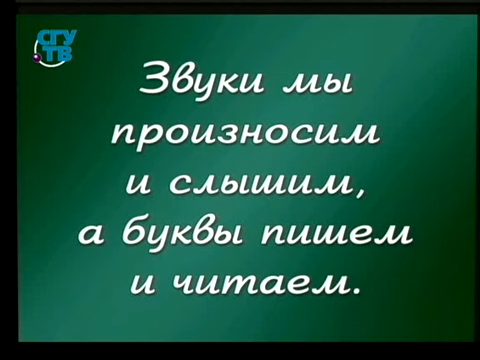 СГУ
ТВ
Звуки мы
произносим
и слышим,
а буквы пишем
и читаем.